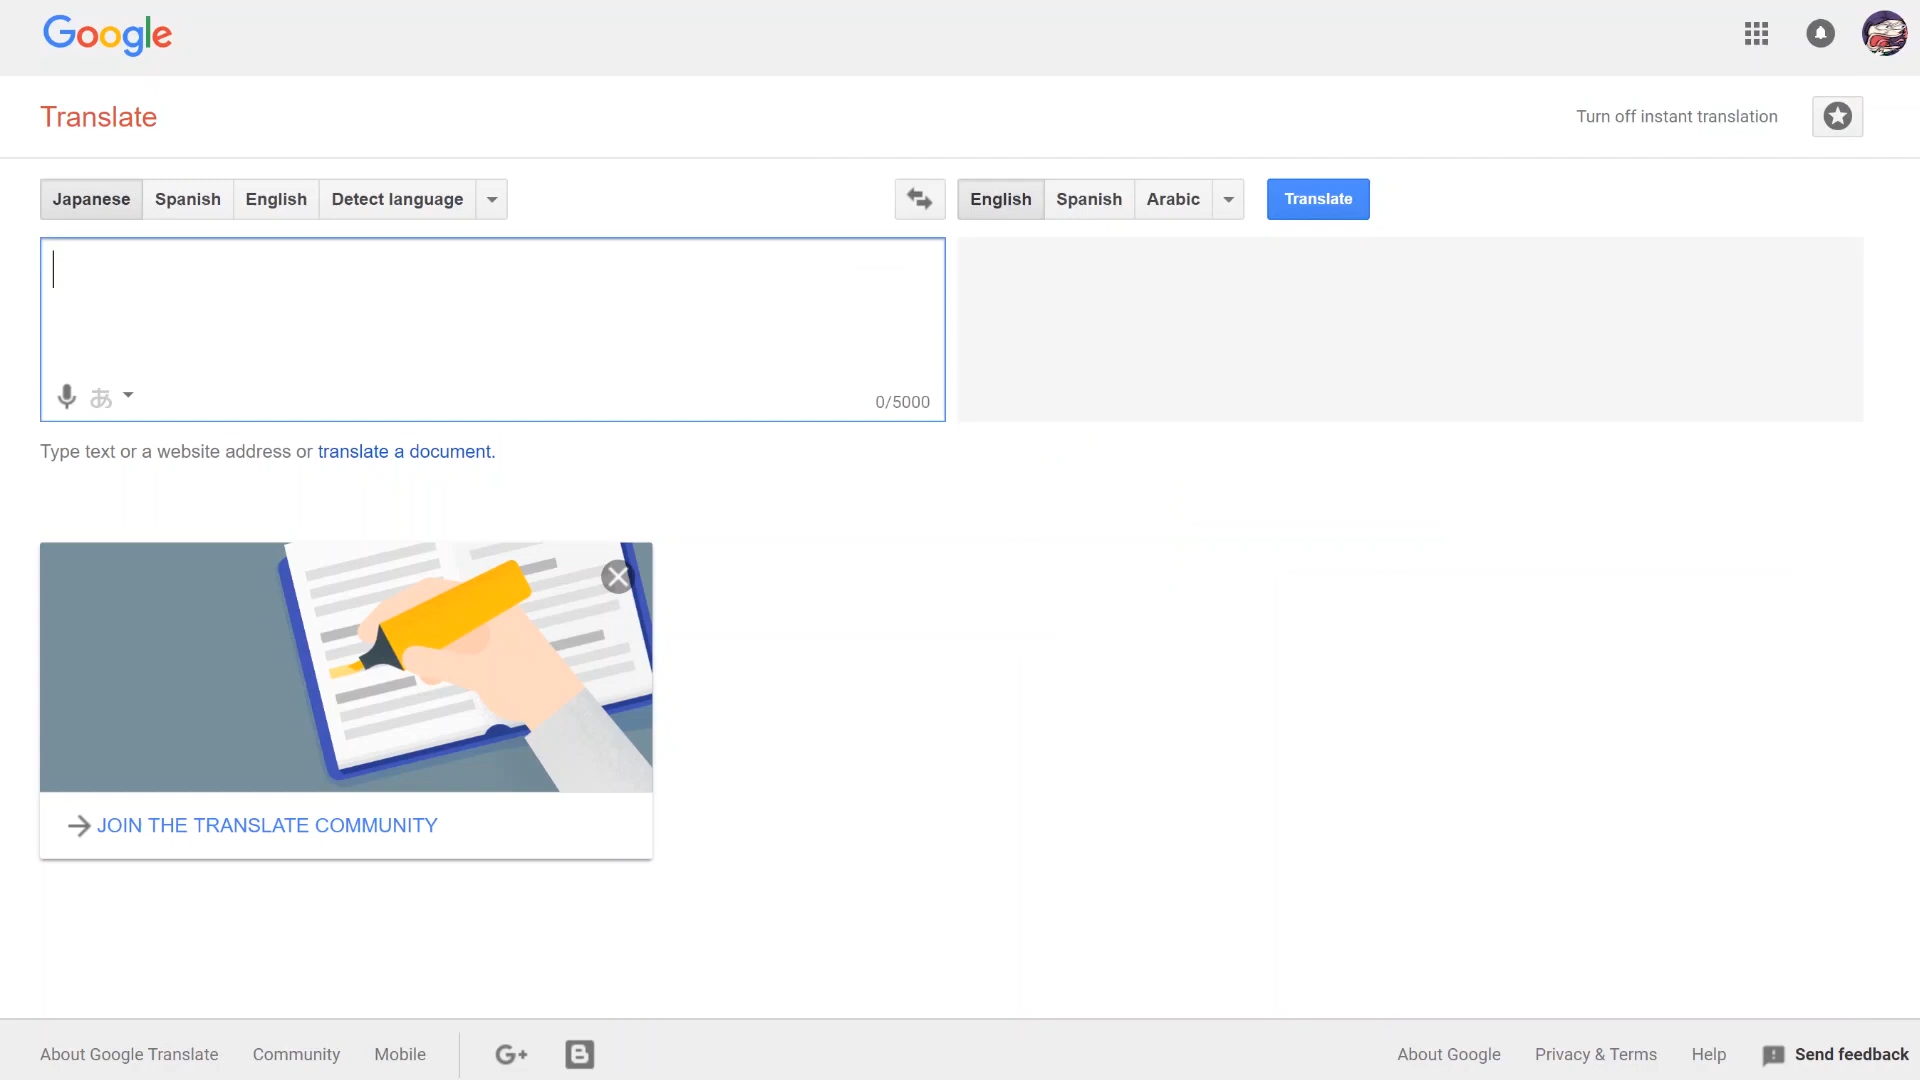 Google
Translate
Turn off instant translation
Japanese Spanish English Detect language
English Spanish Arabic Translate
あ
0/5000
Type text or a website address or translate a document.
JOIN THE TRANSLATE COMMUNITY
About Google Translate Community Mobile G+ B About Google Privacy & Terms Help Send feedback